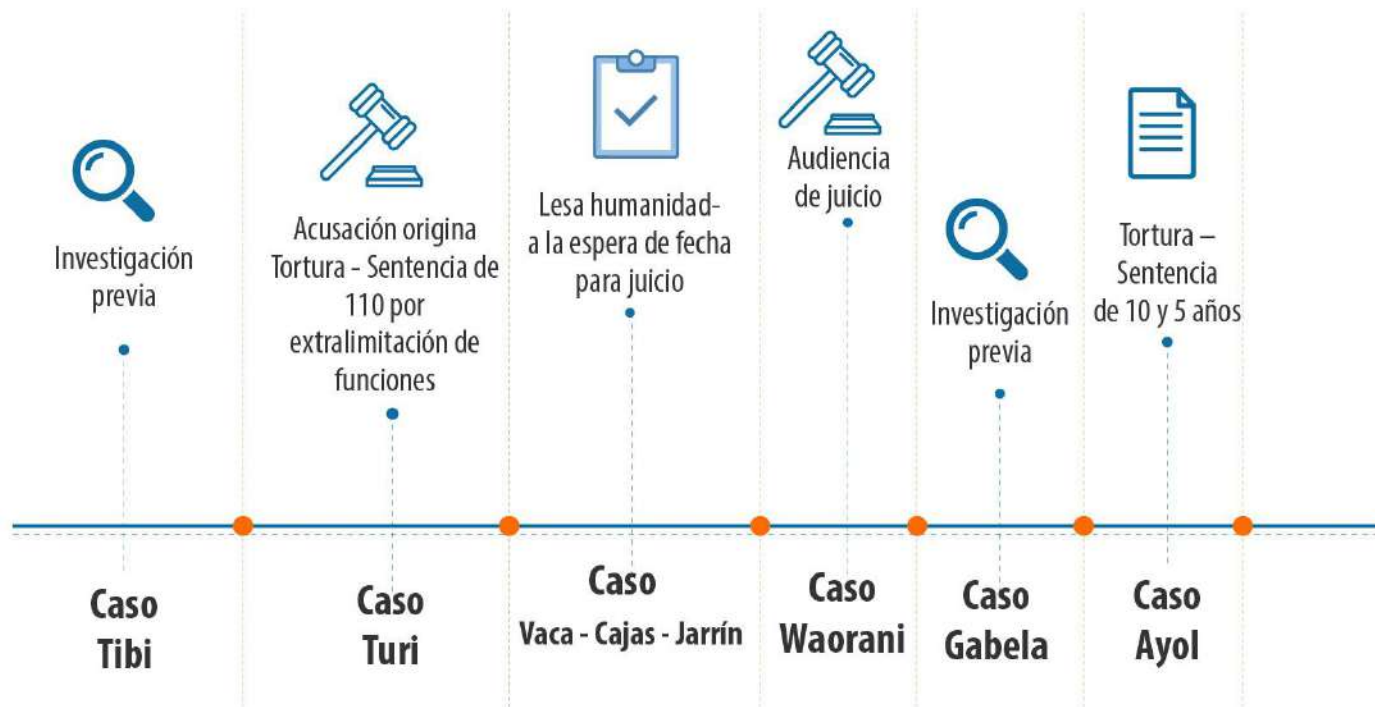 Investigación
previa
Caso
Tibi
Acusación origina
Tortura - Sentencia de
110 por
extralimitación de
funciones
Caso
Turi
Lesa humanidad-
a la espera de fecha
para juicio
Caso
Vaca - Cajas - Jarrín
Audiencia
de juicio
Caso
Waorani
Investigación
previa
Caso
Gabela
Tortura –
Sentencia
de 10 y 5 años
Caso
Ayol